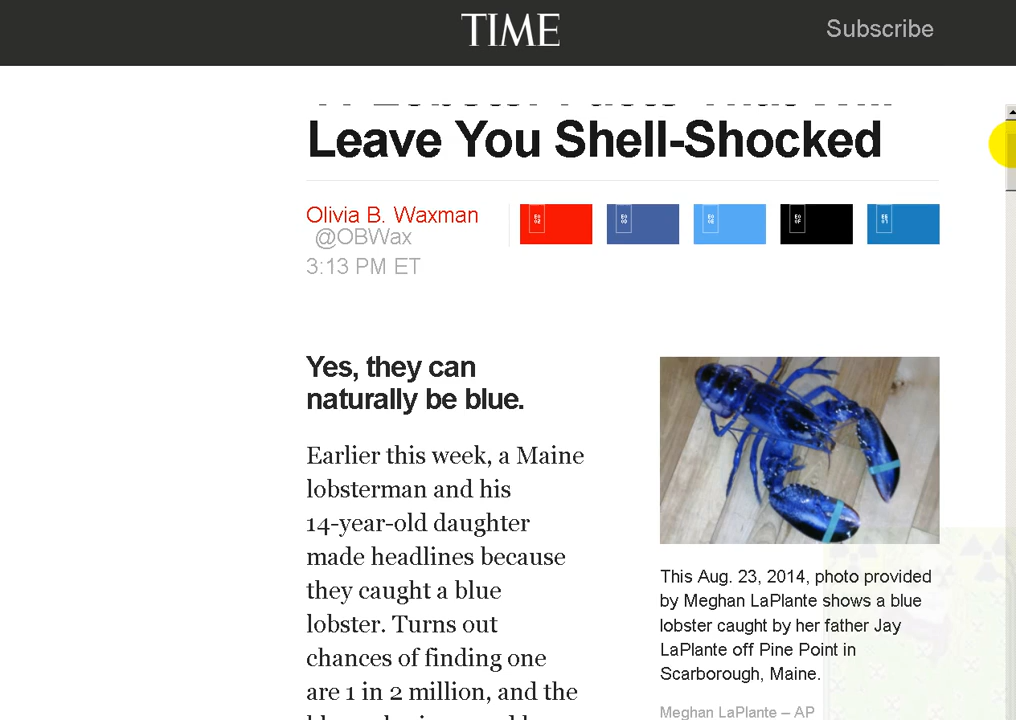 TIME
Subscribe
Leave You Shell-Shocked
Olivia B. Waxman
@OBWax
3:13 PM ET
Yes, they can
naturally be blue.
Earlier this week, a Maine
lobsterman and his
14-year-old daughter
made headlines because
they caught a blue
lobster. Turns out
chances of finding one
are 1 in 2 million, and the
This Aug. 23, 2014, photo provided
by Meghan LaPlante shows a blue
lobster caught by her father Jay
LaPlante off Pine Point in
Scarborough, Maine.
Meghan LaPlante – AP